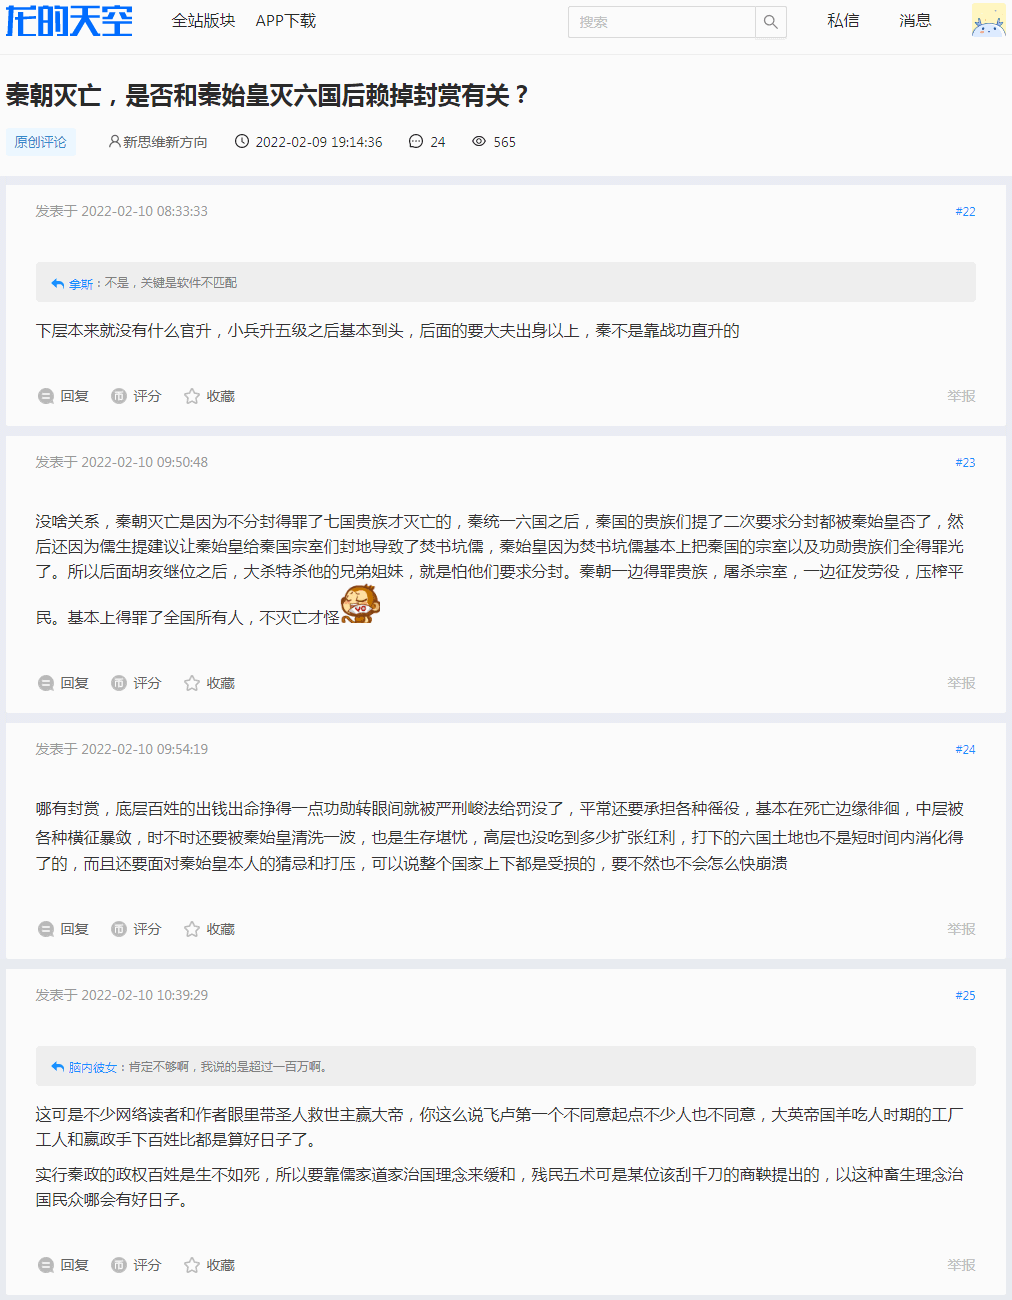 龙的天空 全站版块 APP下载 搜索 私信 消息
秦朝灭亡，是否和秦始皇灭六国后赖掉封赏有关？
原创评论 新思维新方向 2022-02-09 19:14:36 24 565
发表于 2022-02-10 08:33:33 #22
拿斯：不是，关键是软件不匹配
下层本来就没有什么官升，小兵升五级之后基本到头，后面的要大夫出身以上，秦不是靠战功直升的
回复 评分 收藏 举报
发表于 2022-02-10 09:50:48 #23
没啥关系，秦朝灭亡是因为不分封得罪了七国贵族才灭亡的，秦统一六国之后，秦国的贵族们提了二次要求分封都被秦始皇否了，然
后还因为儒生提建议让秦始皇给秦国宗室们封地导致了焚书坑儒，秦始皇因为焚书坑儒基本上把秦国的宗室以及功勋贵族们全得罪光
了。所以后面胡亥继位之后，大杀特杀他的兄弟姐妹，就是怕他们要求分封。秦朝一边得罪贵族，屠杀宗室，一边征发劳役，压榨平
民。基本上得罪了全国所有人，不灭亡才怪
回复 评分 收藏 举报
发表于 2022-02-10 09:54:19 #24
哪有封赏，底层百姓的出钱出命挣得一点功勋转眼间就被严刑峻法给罚没了，平常还要承担各种徭役，基本在死亡边缘徘徊，中层被
各种横征暴敛，时不时还要被秦始皇清洗一波，也是生存堪忧，高层也没吃到多少扩张红利，打下的六国土地也不是短时间内消化得
了的，而且还要面对秦始皇本人的猜忌和打压，可以说整个国家上下都是受损的，要不然也不会怎么快崩溃
回复 评分 收藏 举报
发表于 2022-02-10 10:39:29 #25
脑内彼女：肯定不够啊，我说的是超过一百万啊。
这可是不少网络读者和作者眼里带圣人救世主嬴大帝，你这么说飞卢第一个不同意起点不少人也不同意，大英帝国羊吃人时期的工厂
工人和嬴政手下百姓比都是算好日子了。
实行秦政的政权百姓是生不如死，所以要靠儒家道家治国理念来缓和，残民五术可是某位该刮千刀的商鞅提出的，以这种畜生理念治
国民众哪会有好日子。
回复 评分 收藏 举报